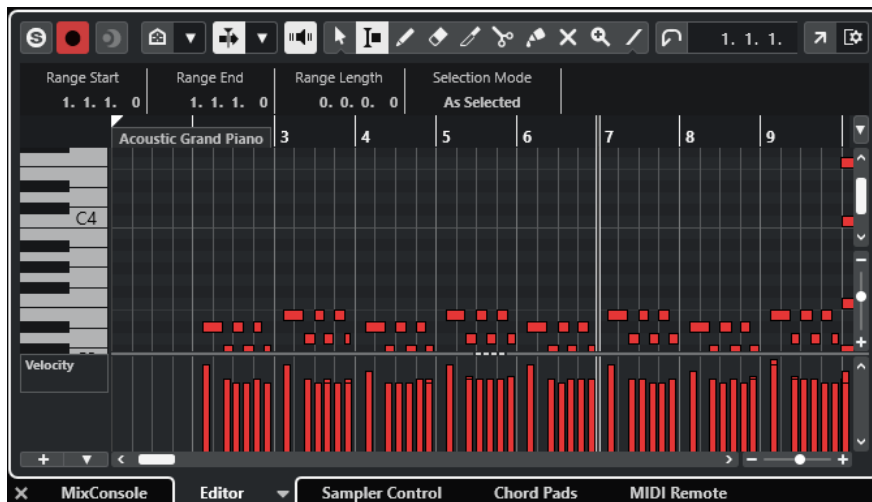 S
1. 1. 1.
Range Start Range End Range Length Selection Mode
1. 1. 1. 0 1. 1. 1. 0 0. 0. 0. 0 As Selected
Acoustic Grand Piano 3 4 5 6 7 8 9
C4
Velocity
MixConsole Editor Sampler Control Chord Pads MIDI Remote